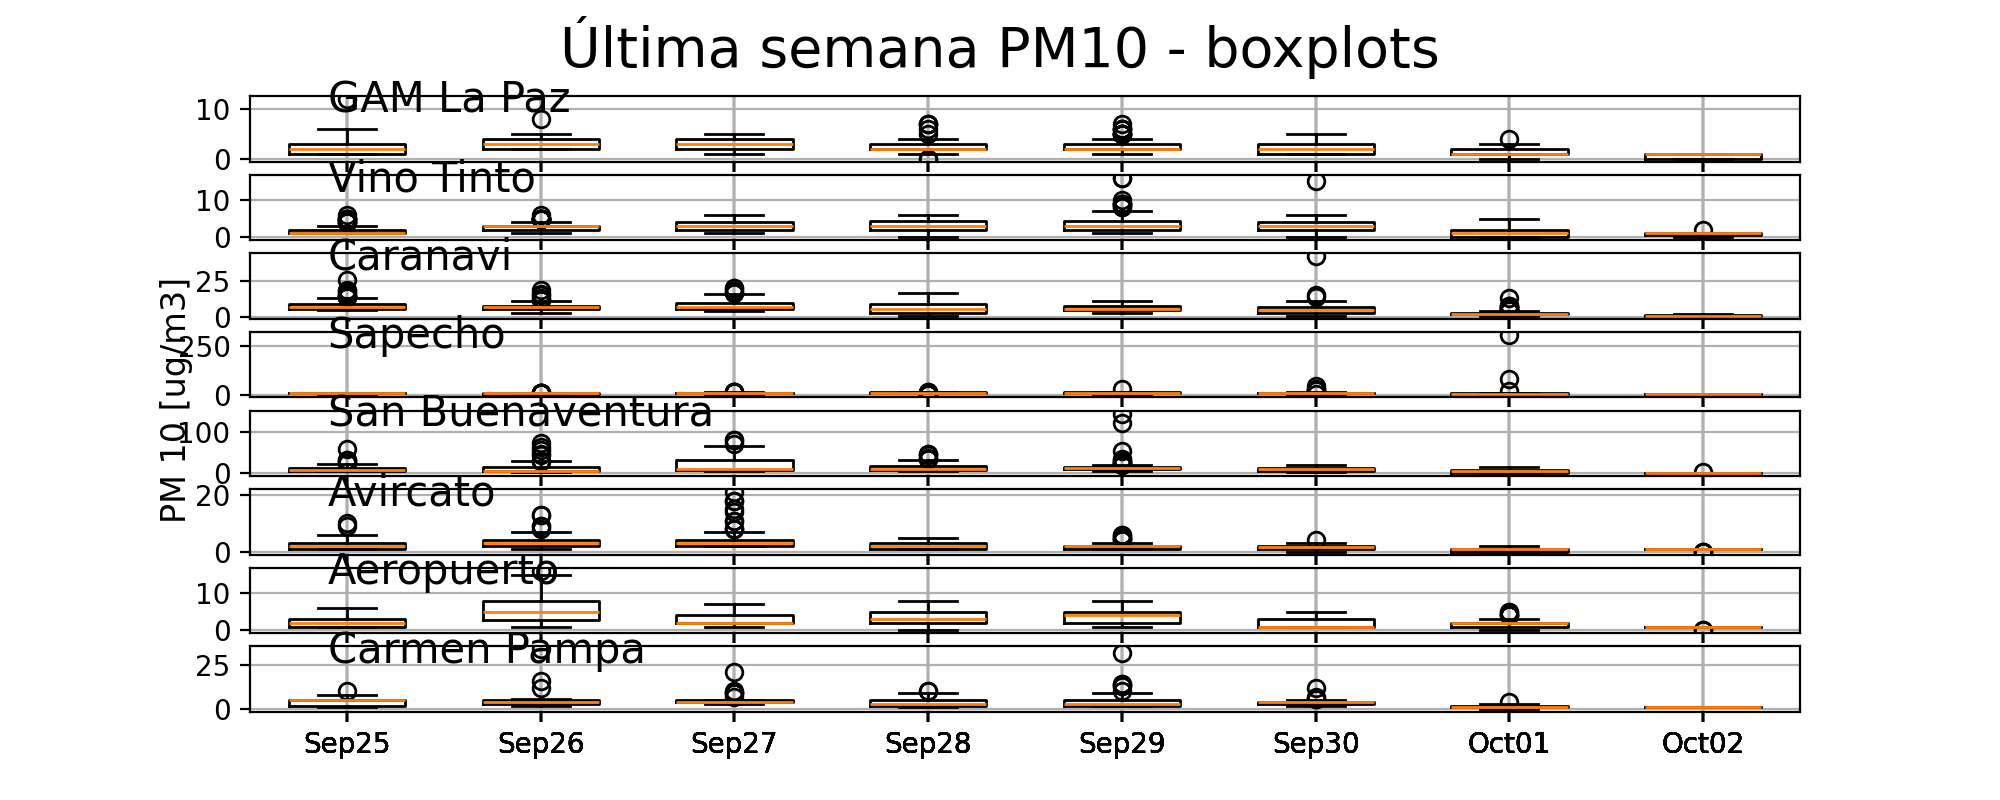 Última semana PM10 - boxplots
GAM La Paz
10
0
Vino Tinto
10
0
Caranavi
25
0
Sapecho
250
0
San Buenaventura
100
0
Avircato
20
0
Aeropuerto
10
0
Carmen Pampa
25
0
PM 10 [ug/m3]
Sep25 Sep26 Sep27 Sep28 Sep29 Sep30 Oct01 Oct02